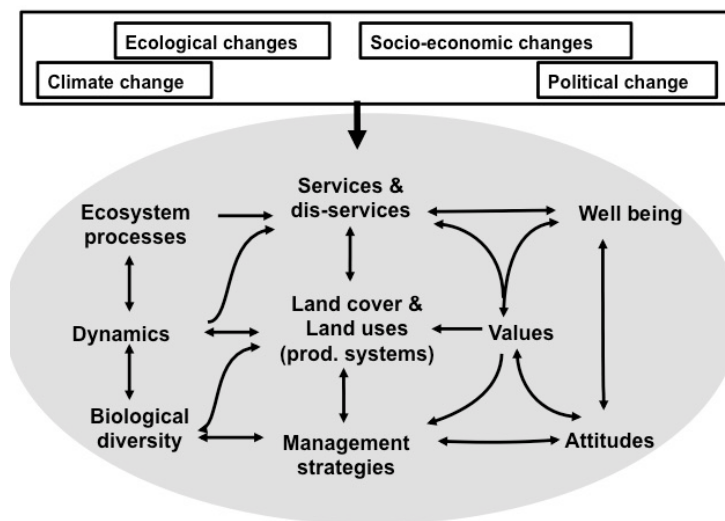 Ecological changes
Socio-economic changes
Climate change
Political change
Services &
dis-services
Ecosystem
processes
Well being
Land cover &
Land uses
(prod. systems)
Dynamics
Values
Biological
diversity
Management
strategies
Attitudes